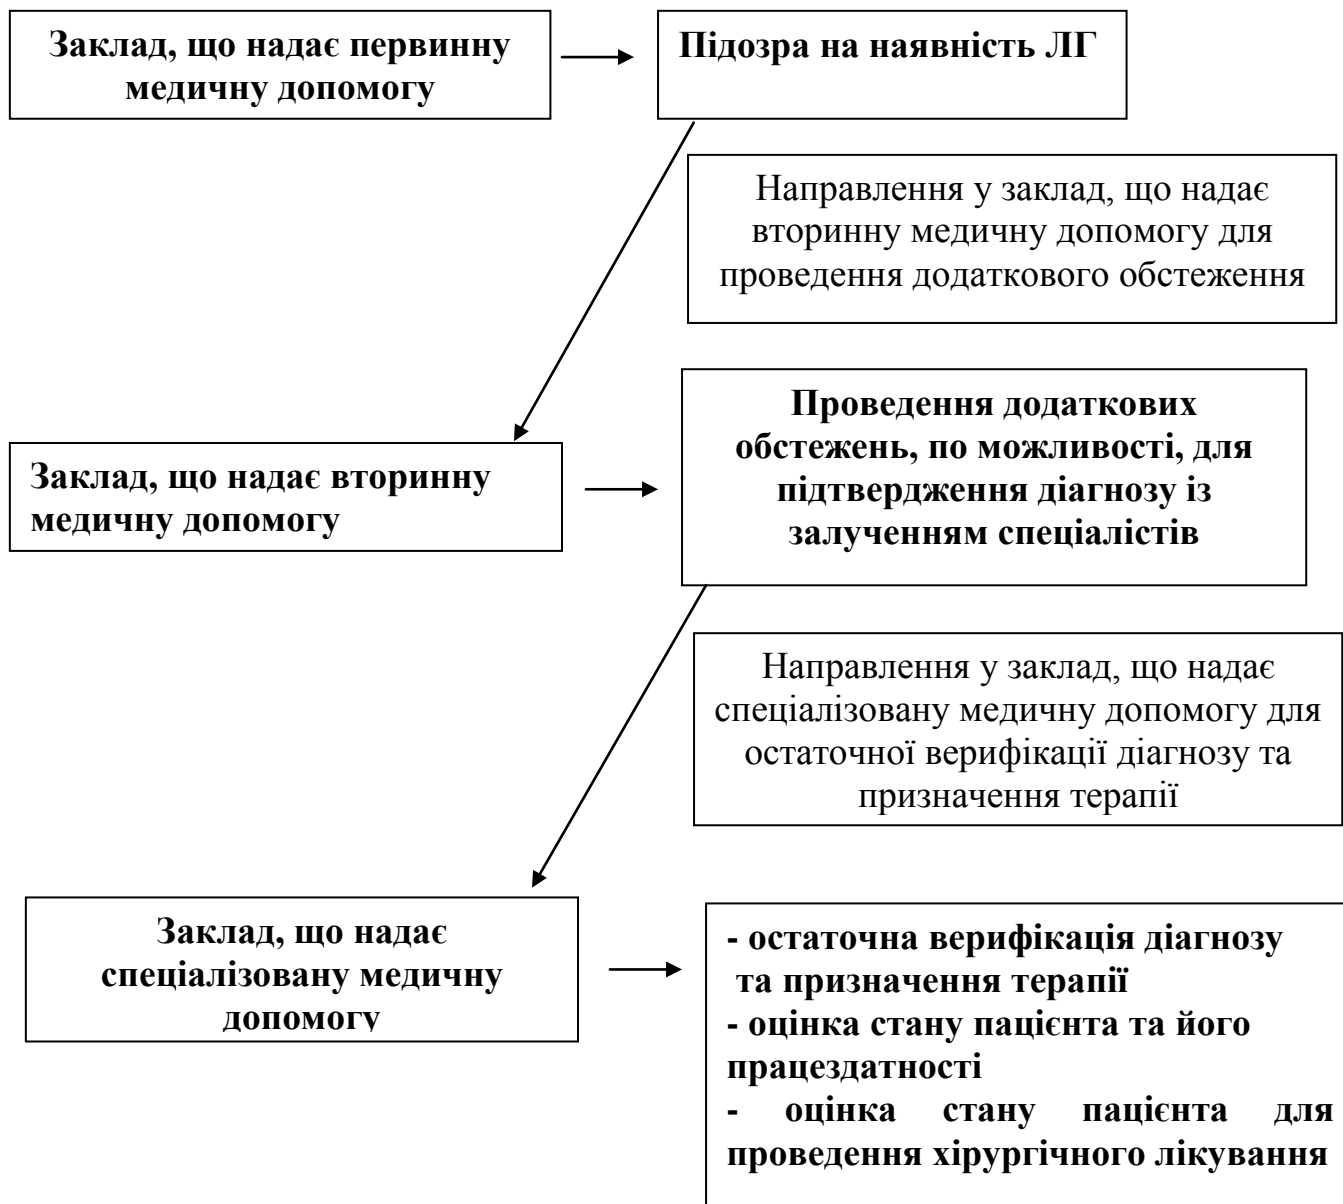 Заклад, що надає первинну
медичну допомогу
Підозра на наявність ЛГ
Направлення у заклад, що надає
вторинну медичну допомогу для
проведення додаткового обстеження
Заклад, що надає вторинну
медичну допомогу
Проведення додаткових
обстежень, по можливості, для
підтвердження діагнозу із
залученням спеціалістів
Направлення у заклад, що надає
спеціалізовану медичну допомогу для
остаточної верифікації діагнозу та
призначення терапії
Заклад, що надає
спеціалізовану медичну
допомогу
- остаточна верифікація діагнозу
та призначення терапії
- оцінка стану пацієнта та його
працездатності
- оцінка стану пацієнта для
проведення хірургічного лікування